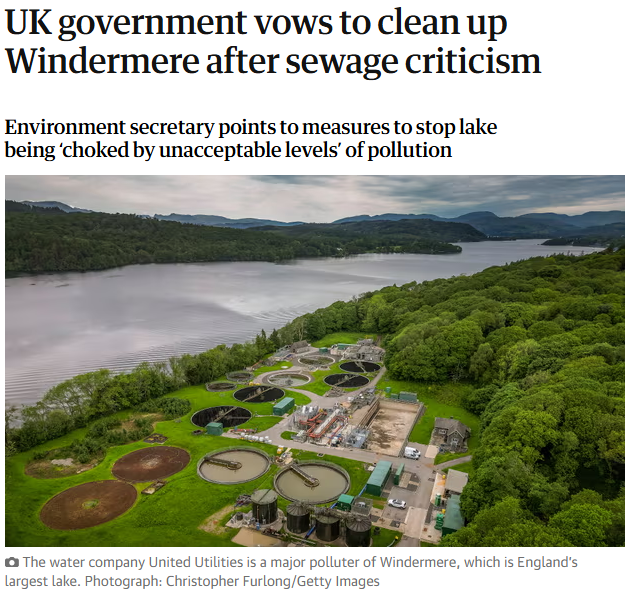 UK government vows to clean up
Windermere after sewage criticism
Environment secretary points to measures to stop lake
being ‘choked by unacceptable levels’ of pollution
The water company United Utilities is a major polluter of Windermere, which is England's
largest lake. Photograph: Christopher Furlong/Getty Images